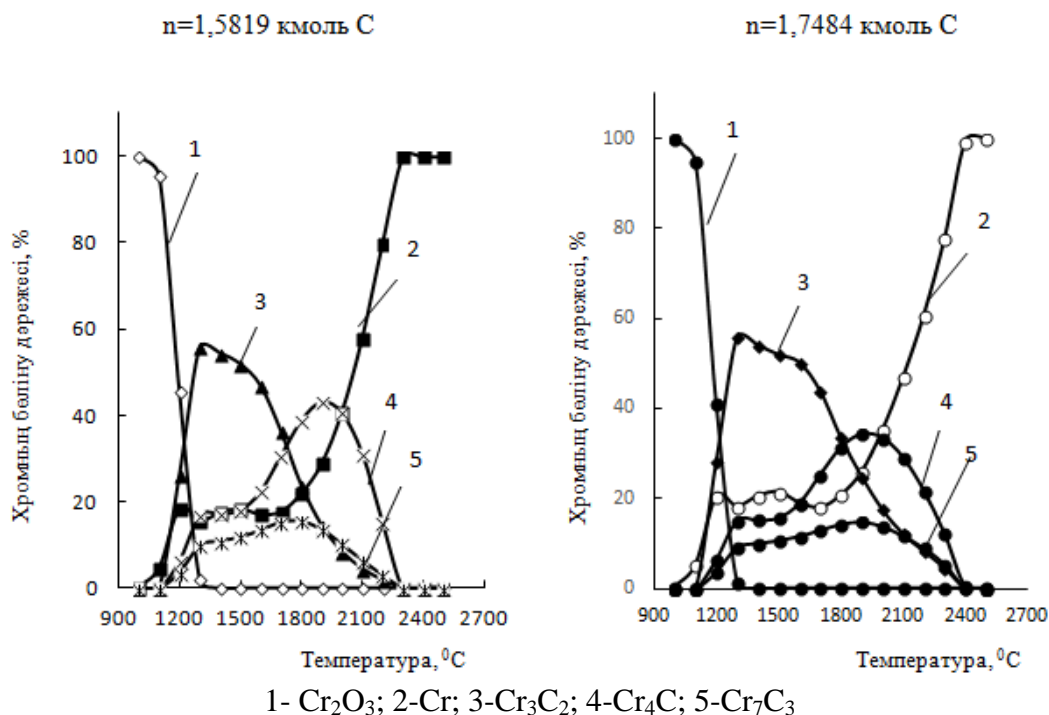 n=1,5819 кмоль С
Хромның бөліну дәрежесі, %
100
80
60
40
20
0
900 1200 1500 1800 2100 2400 2700
Температура, ⁰С
1
2
3
4
5
n=1,7484 кмоль С
Хромның бөліну дәрежесі, %
100
80
60
40
20
0
900 1200 1500 1800 2100 2400 2700
Температура, ⁰С
1
2
3
4
5
1- Cr₂O₃; 2-Cr; 3-Cr₃C₂; 4-Cr₄C; 5-Cr₇C₃